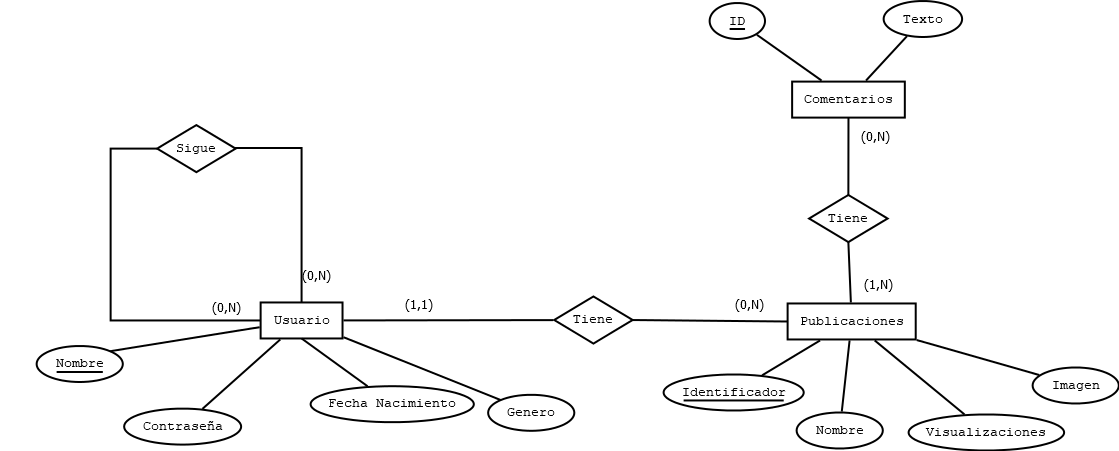 ID
Texto
Comentarios
(0,N)
Sigue
Tiene
(0,N)
(1,N)
(0,N)
(1,1)
(0,N)
Usuario
Tiene
Publicaciones
Nombre
Fecha Nacimiento
Genero
Contraseña
Identificador
Imagen
Nombre
Visualizaciones